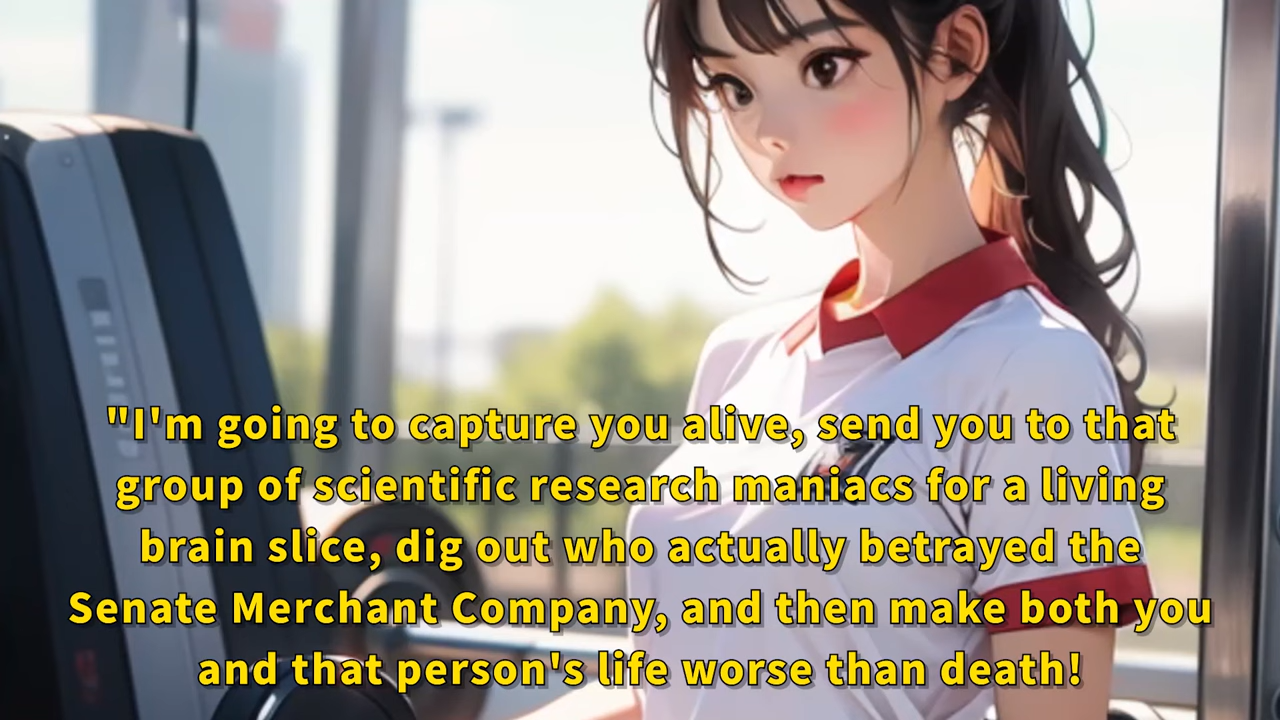 "I'm going to capture you alive, send you to that
group of scientific research maniacs for a living
brain slice, dig out who actually betrayed the
Senate Merchant Company, and then make both you
and that person's life worse than death!